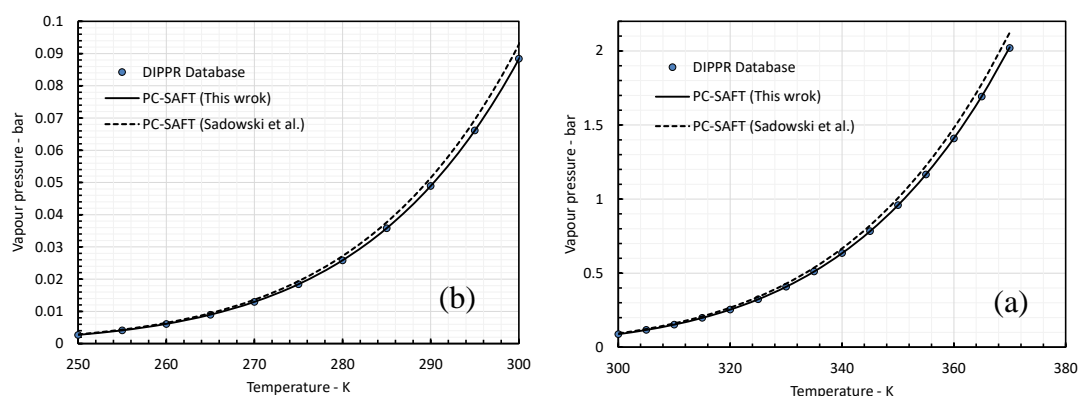 0.1
0.09
0.08
0.07
0.06
0.05
0.04
0.03
0.02
0.01
0
Vapour pressure - bar
DIPPR Database
PC-SAFT (This wrok)
PC-SAFT (Sadowski et al.)
(b)
250 260 270 280 290 300
Temperature - K
2
1.5
1
0.5
0
Vapour pressure - bar
DIPPR Database
PC-SAFT (This wrok)
PC-SAFT (Sadowski et al.)
(a)
300 320 340 360 380
Temperature - K